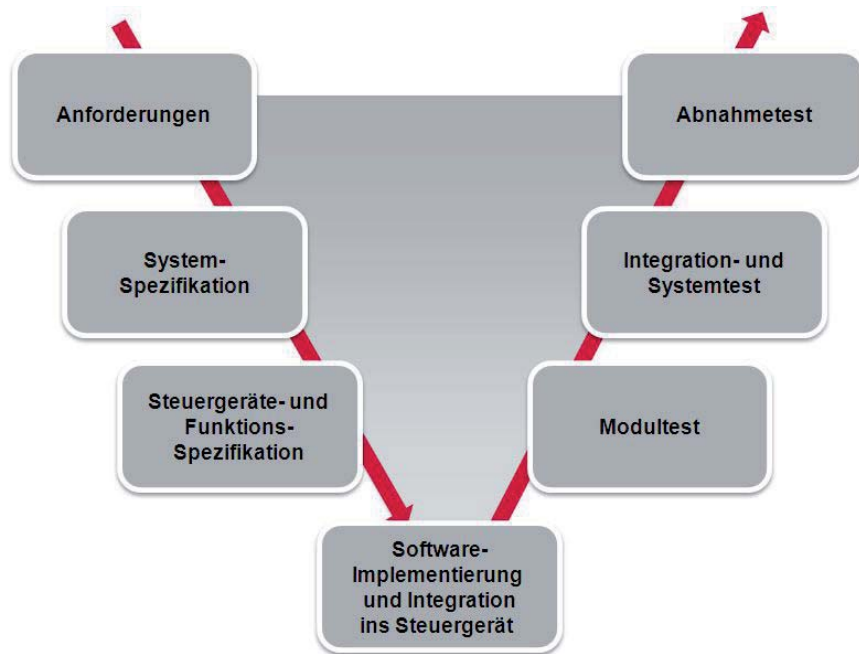 Anforderungen
Abnahmetest
System-
Spezifikation
Integration- und
Systemtest
Steuergeräte- und
Funktions-
Spezifikation
Modultest
Software-
Implementierung
und Integration
ins Steuergerät